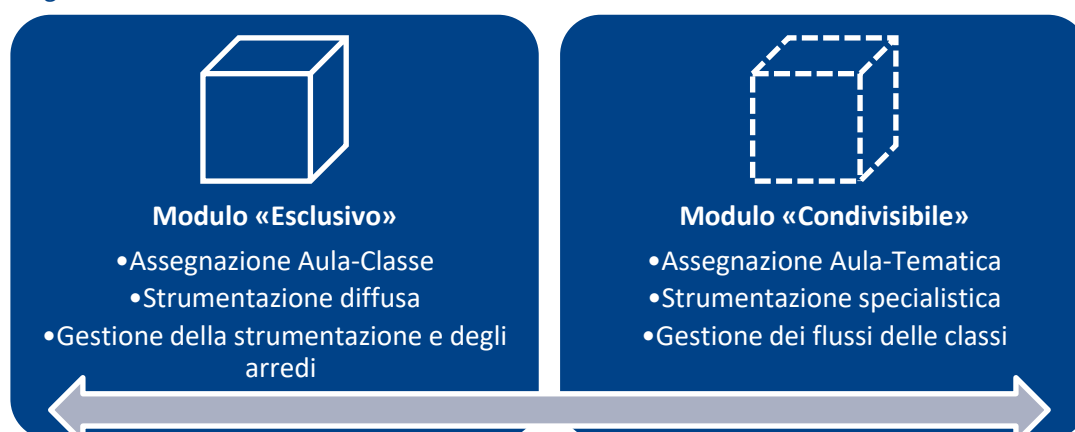 Modulo «Esclusivo»
•Assegnazione Aula-Classe
•Strumentazione diffusa
•Gestione della strumentazione e degli
arredi
Modulo «Condivisibile»
•Assegnazione Aula-Tematica
•Strumentazione specialistica
•Gestione dei flussi delle classi